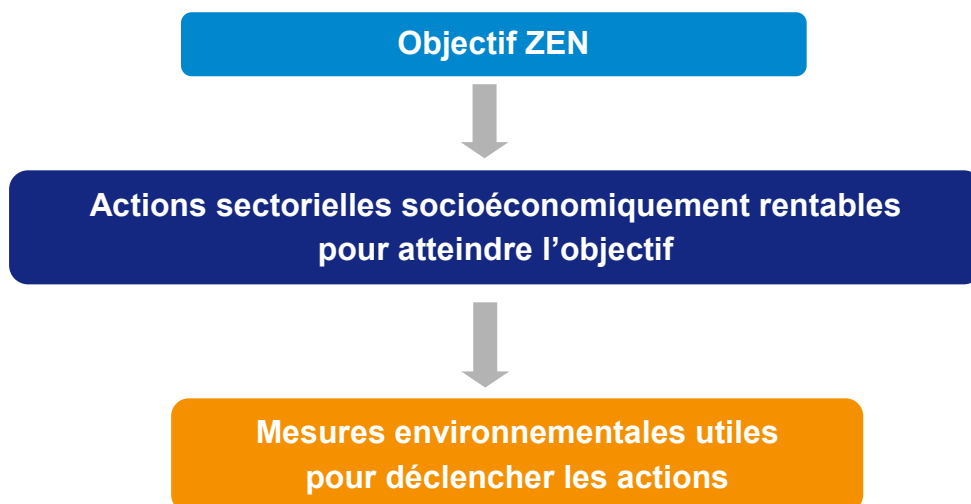 Objectif ZEN
Actions sectorielles socioéconomiquement rentables
pour atteindre l'objectif
Mesures environnementales utiles
pour déclencher les actions